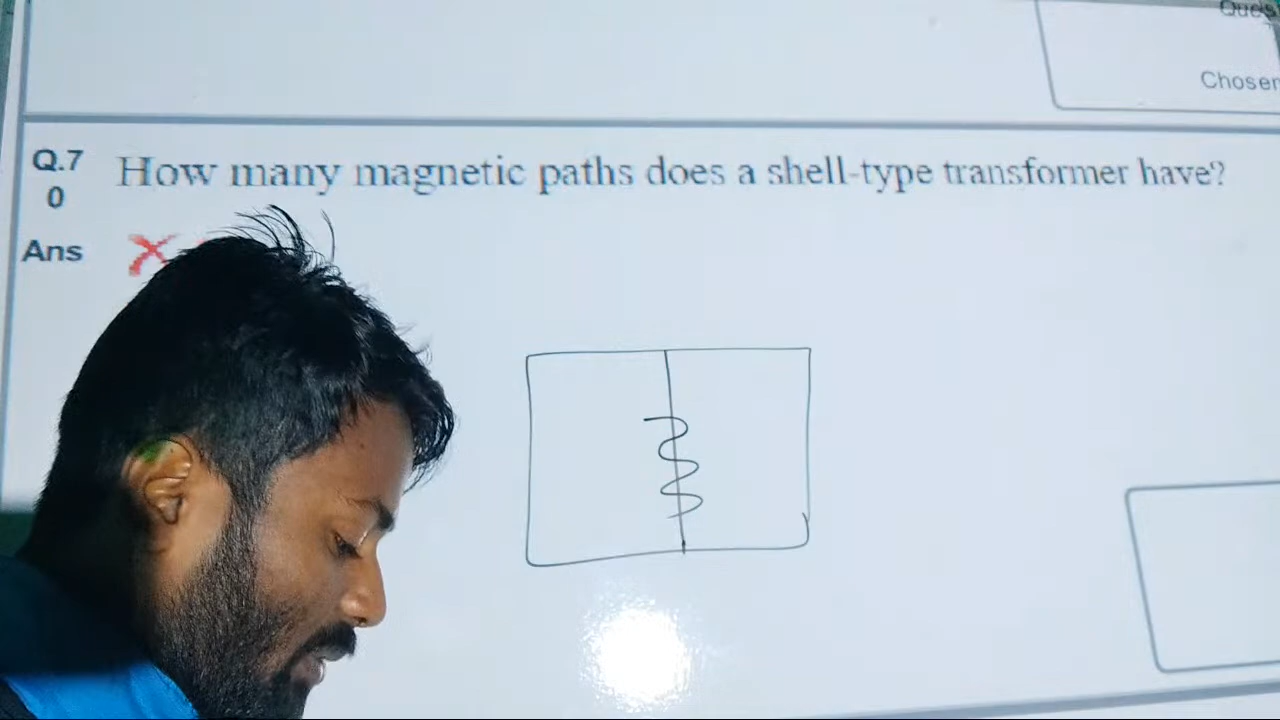 Ques
Chosen
Q.7
0
How many magnetic paths does a shell-type transformer have?
Ans